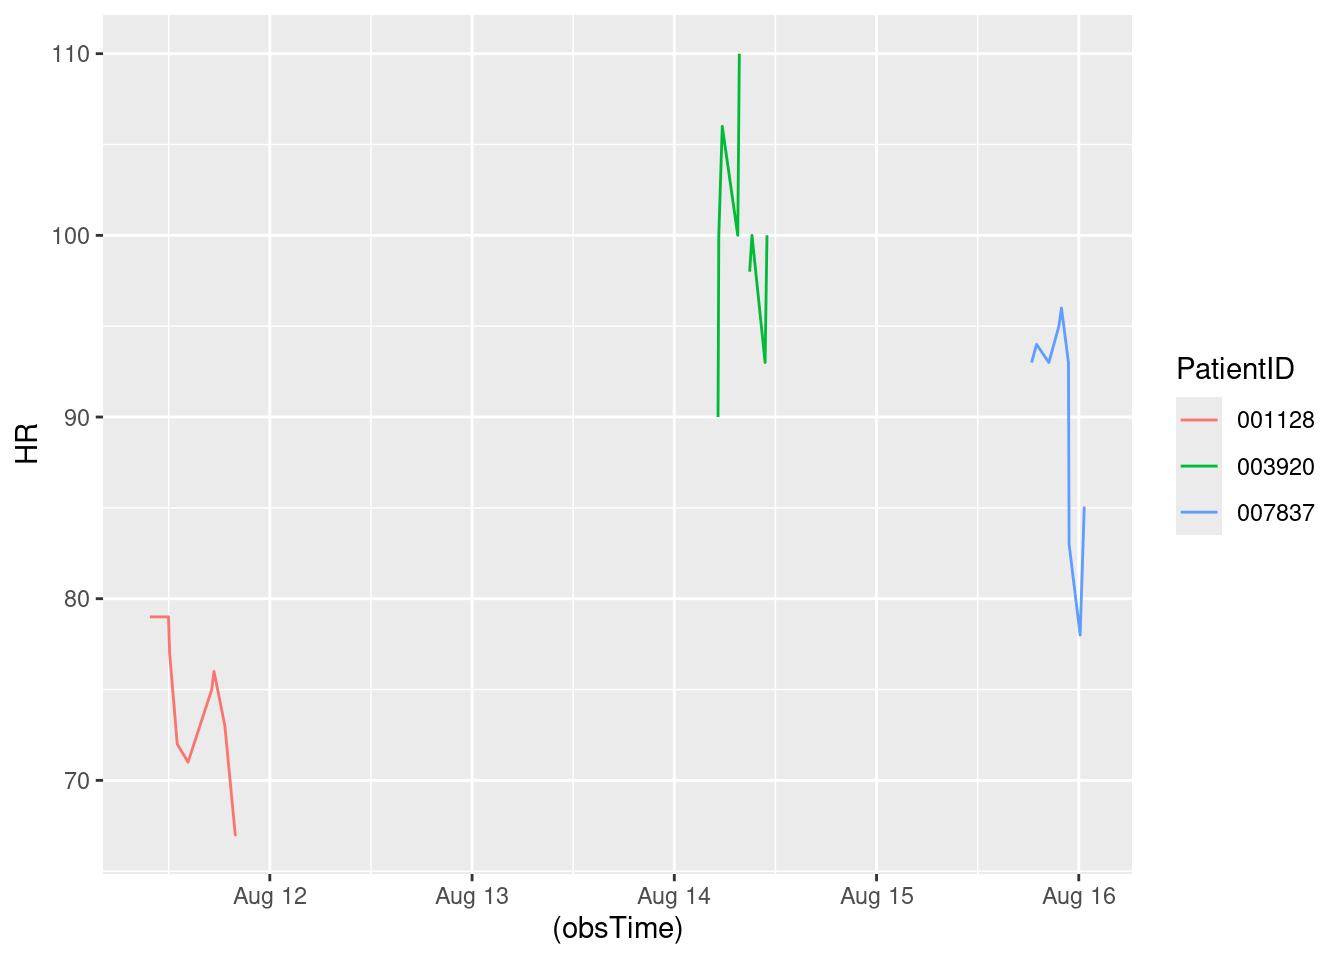 110
100
90
80
70
HR
Aug 12
Aug 13
Aug 14
Aug 15
Aug 16
(obsTime)
PatientID
001128
003920
007837